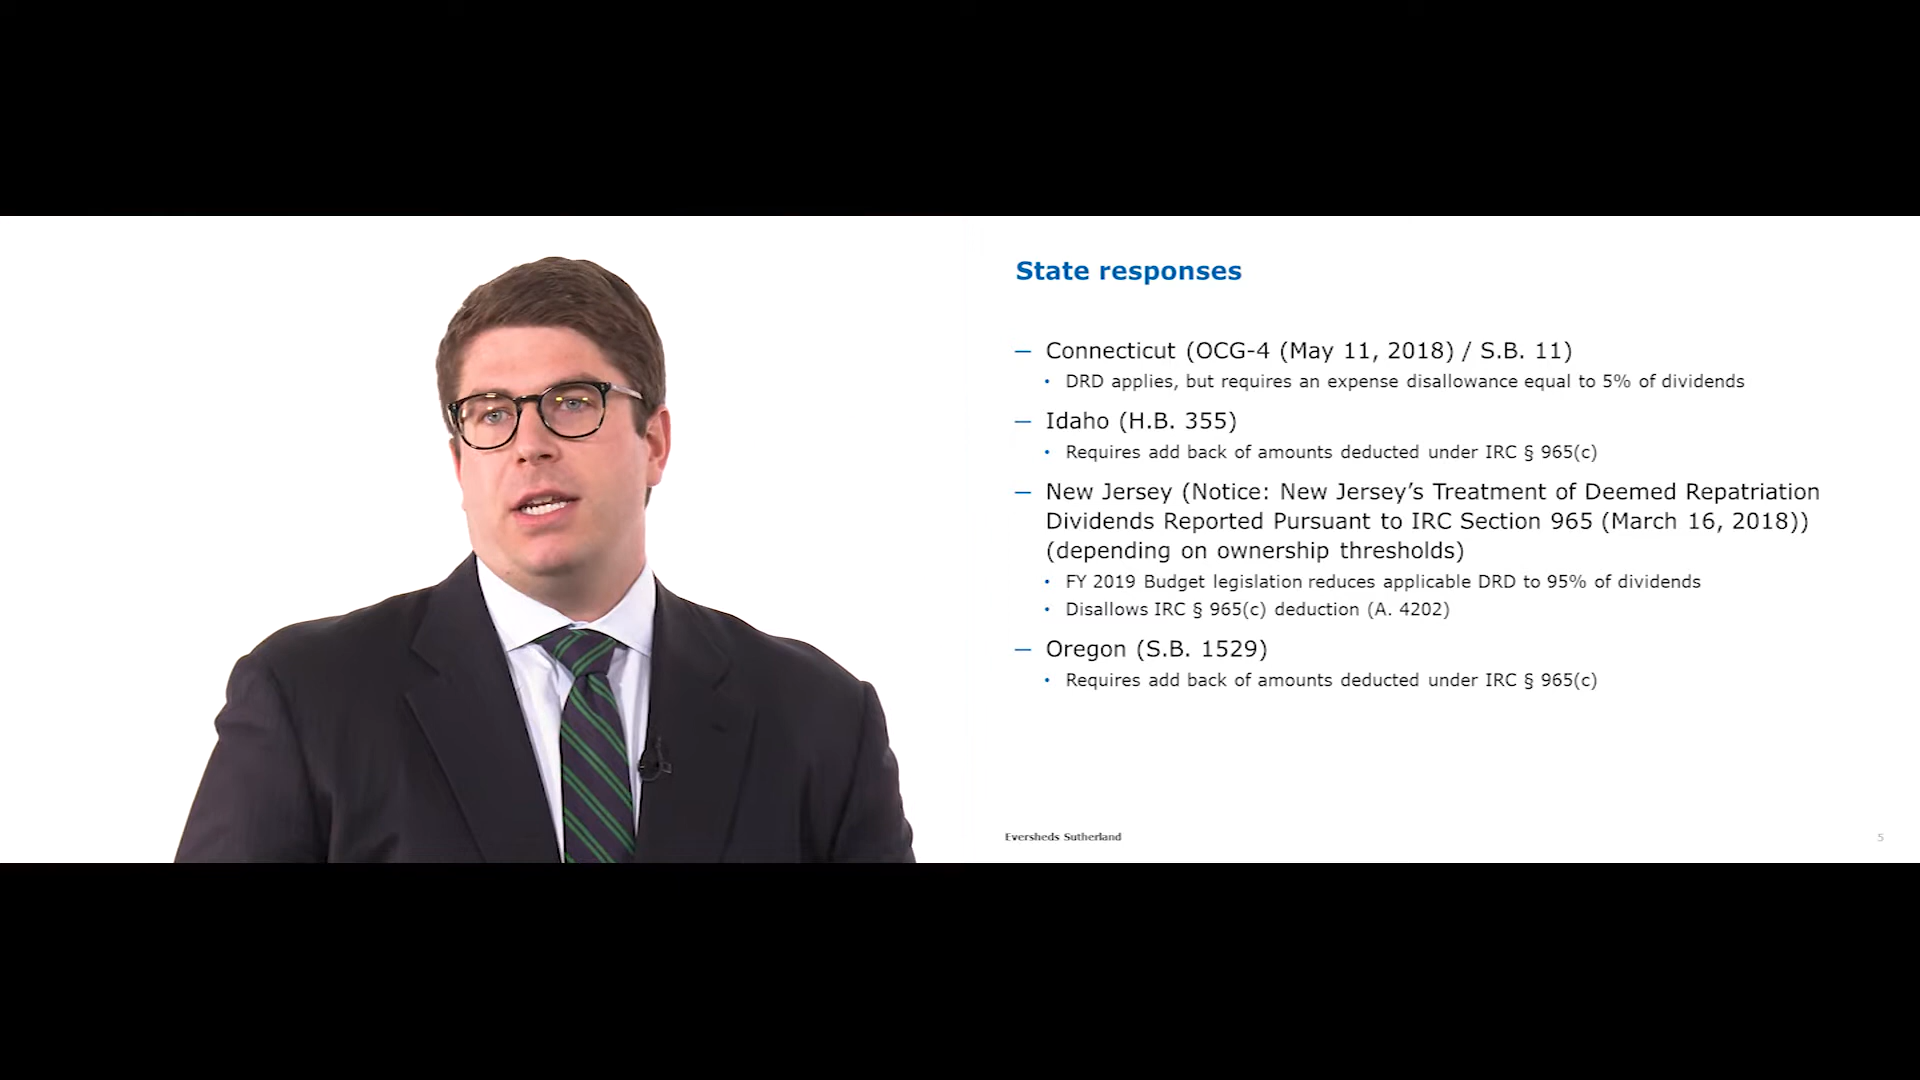 State responses
— Connecticut (OCG-4 (May 11, 2018) / S.B. 11)
• DRD applies, but requires an expense disallowance equal to 5% of dividends
— Idaho (H.B. 355)
• Requires add back of amounts deducted under IRC § 965(c)
— New Jersey (Notice: New Jersey’s Treatment of Deemed Repatriation
Dividends Reported Pursuant to IRC Section 965 (March 16, 2018))
(depending on ownership thresholds)
• FY 2019 Budget legislation reduces applicable DRD to 95% of dividends
• Disallows IRC § 965(c) deduction (A. 4202)
— Oregon (S.B. 1529)
• Requires add back of amounts deducted under IRC § 965(c)
Eversheds Sutherland
5